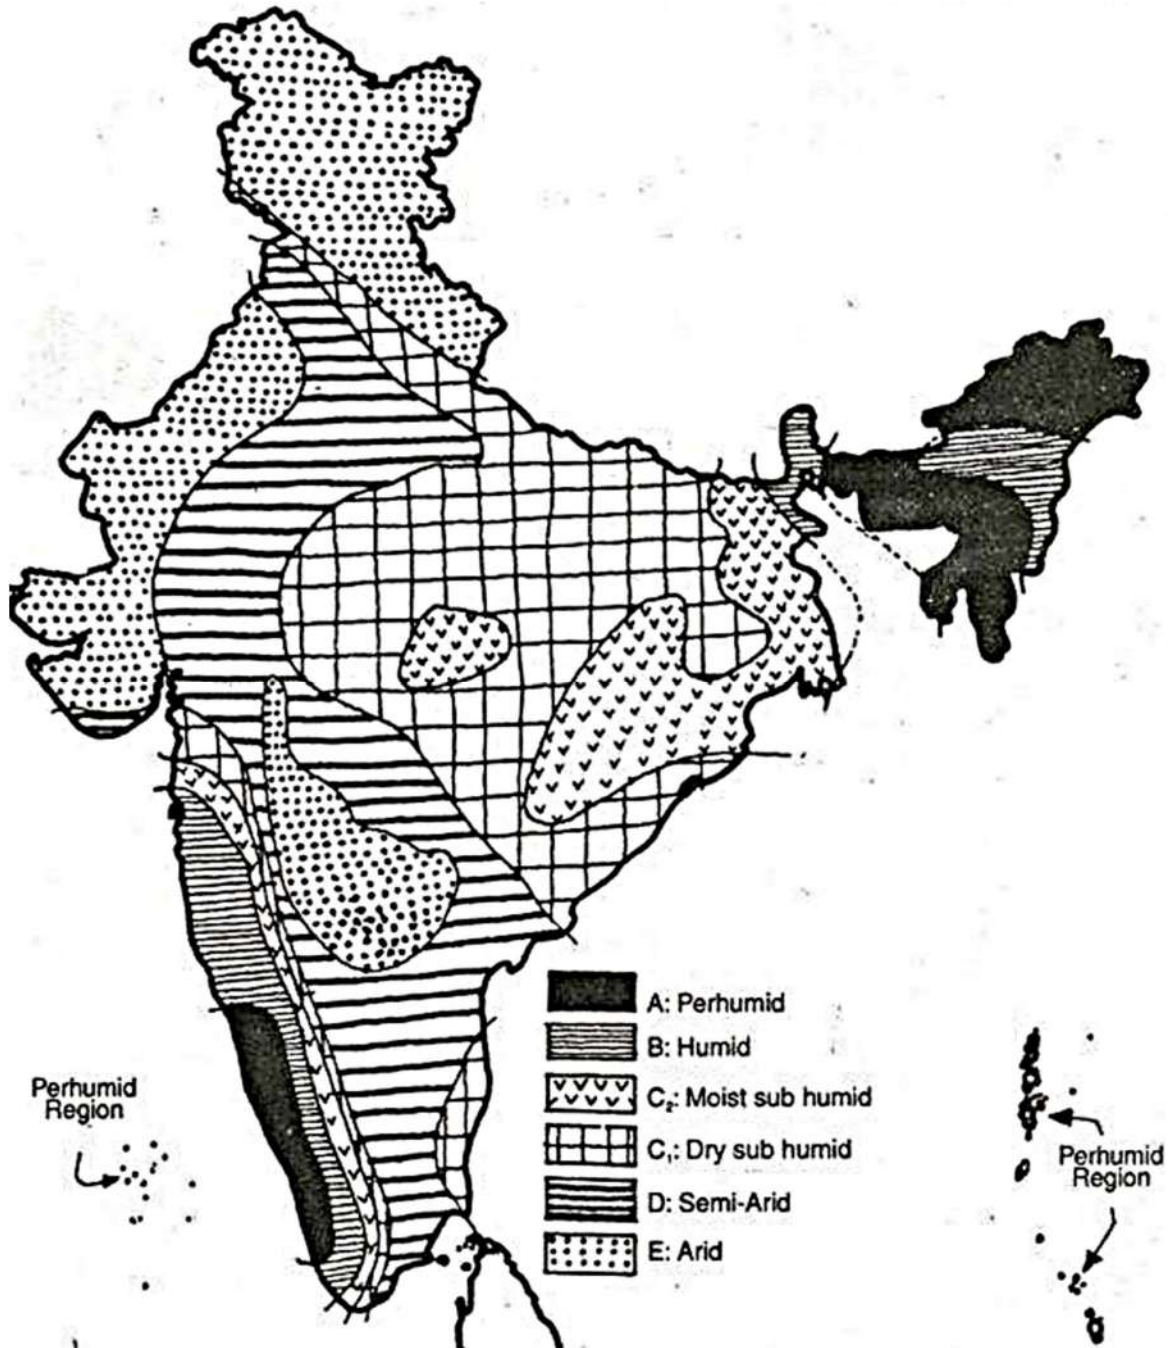 A: Perhumid
B: Humid
C₂: Moist sub humid
C₁: Dry sub humid
D: Semi-Arid
E: Arid
Perhumid
Region
Perhumid
Region